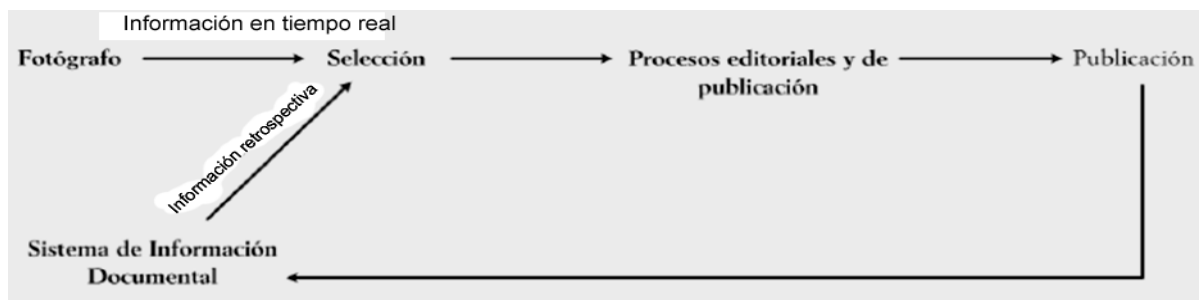 Información en tiempo real
Fotógrafo
Selección
Procesos editoriales y de
publicación
Publicación
Información retrospectiva
Sistema de Información
Documental